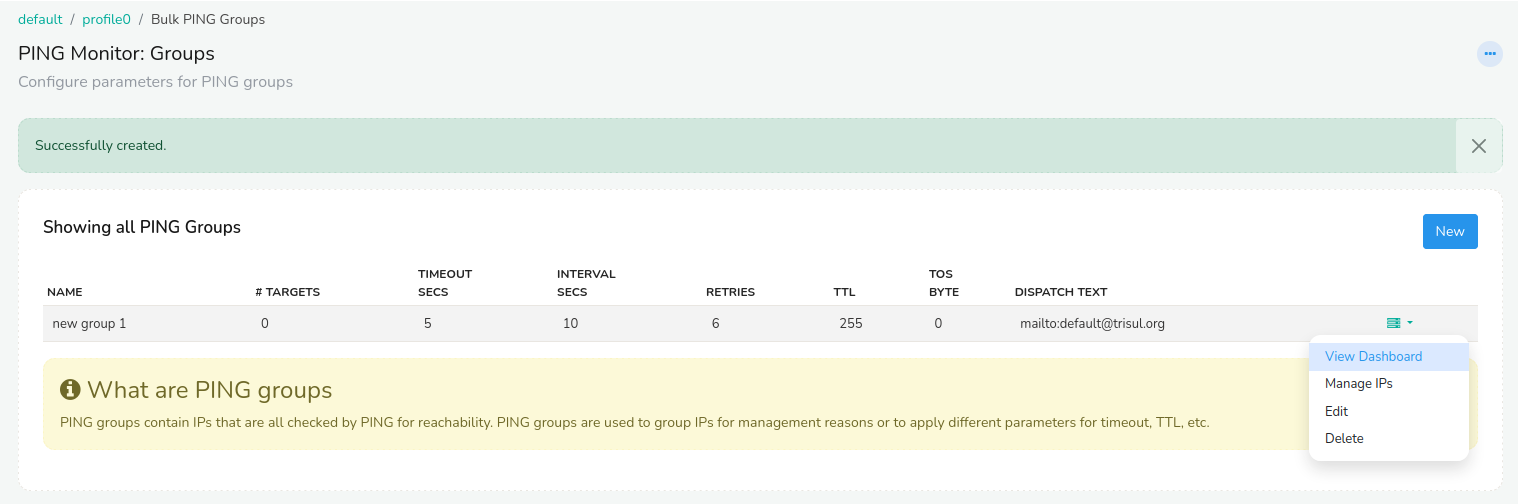 default / profile0 / Bulk PING Groups
PING Monitor: Groups
Configure parameters for PING groups
Successfully created.
Showing all PING Groups
New
NAME # TARGETS TIMEOUT SECS INTERVAL SECS RETRIES TTL TOS BYTE DISPATCH TEXT
new group 1 0 5 10 6 255 0 mailto:default@trisul.org
View Dashboard
Manage IPs
Edit
Delete
What are PING groups
PING groups contain IPs that are all checked by PING for reachability. PING groups are used to group IPs for management reasons or to apply different parameters for timeout, TTL, etc.